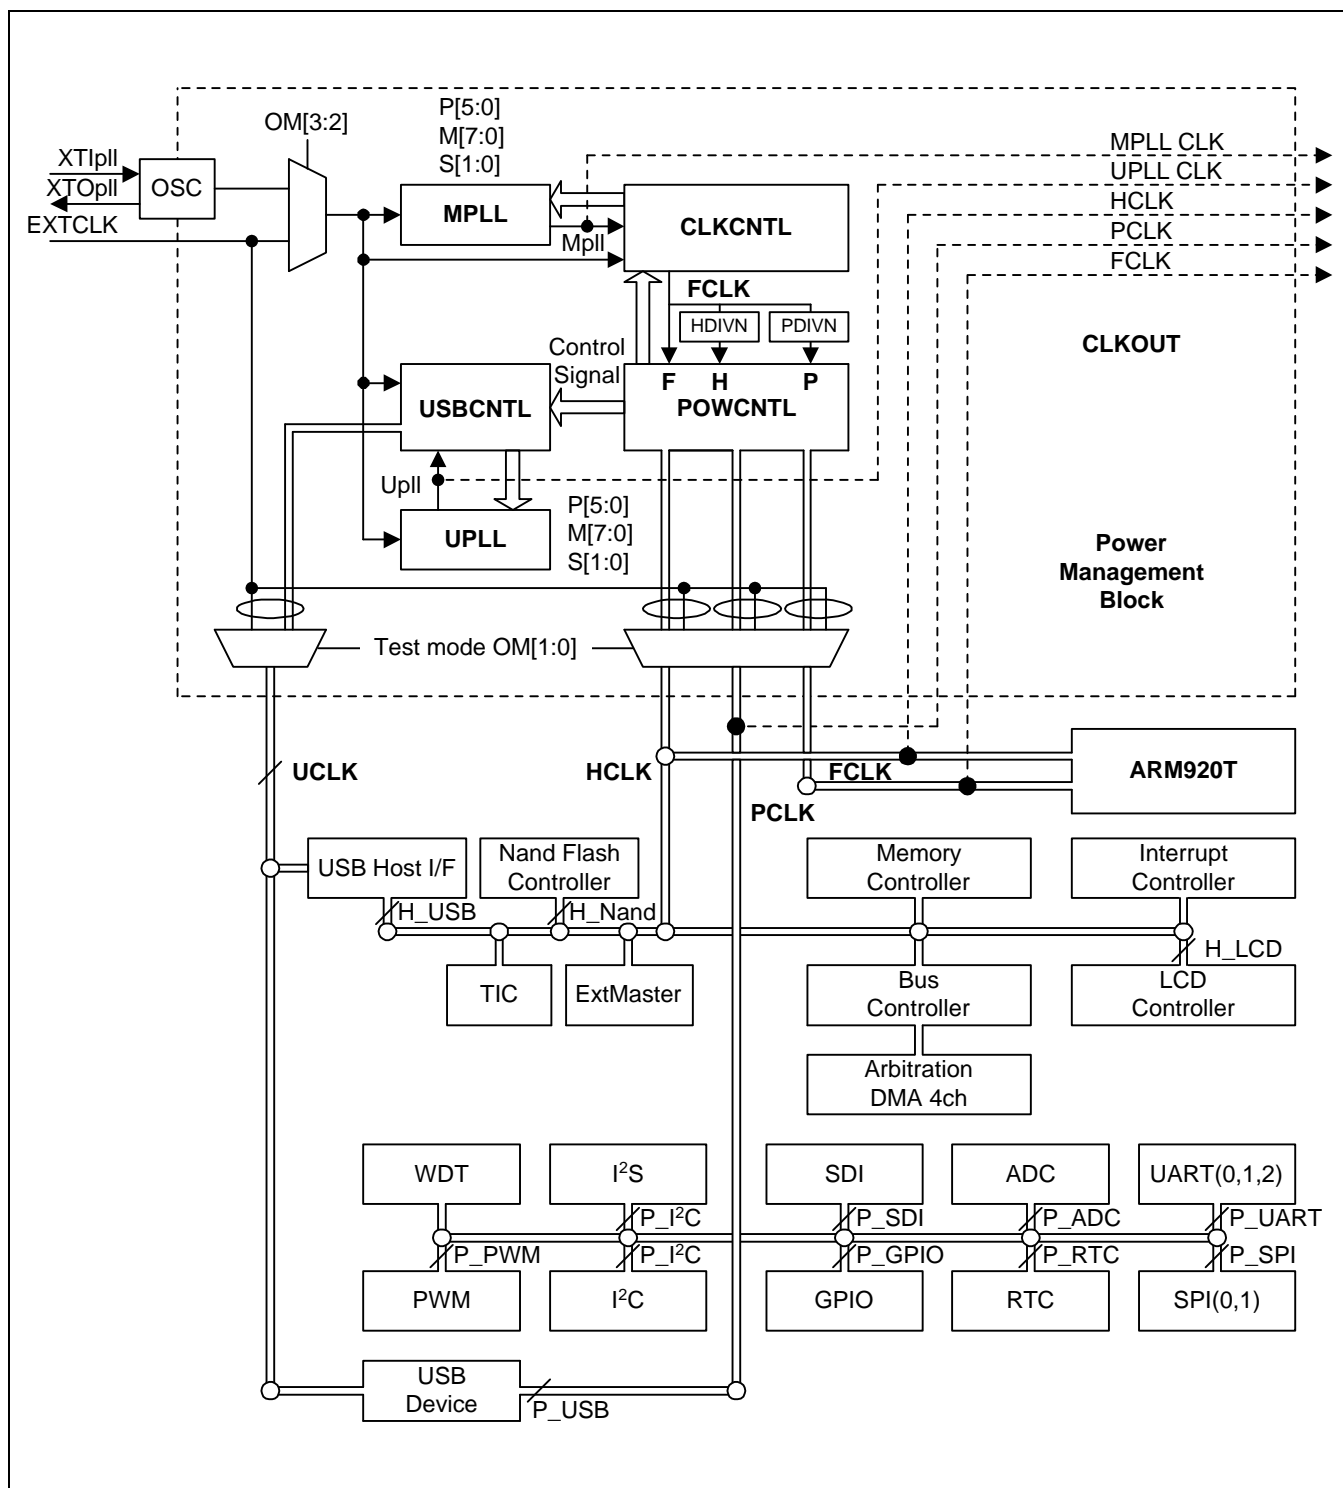 P[5:0]
M[7:0]
S[1:0]
OM[3:2]
XTIpll
XTOpll
EXTCLK
OSC
MPLL
Mpll
CLKCNTL
MPLL CLK
UPLL CLK
HCLK
PCLK
FCLK
FCLK
HDIVN
PDIVN
Control
Signal
F H P
POWCNTL
USBCNTL
CLKOUT
Upll
UPLL
P[5:0]
M[7:0]
S[1:0]
Power
Management
Block
Test mode OM[1:0]
UCLK
HCLK
FCLK
PCLK
ARM920T
USB Host I/F
Nand Flash
Controller
Memory
Controller
Interrupt
Controller
H_USB
H_Nand
H_LCD
TIC
ExtMaster
Bus
Controller
LCD
Controller
Arbitration
DMA 4ch
WDT
I²S
SDI
ADC
UART(0,1,2)
P_I²C
P_SDI
P_ADC
P_UART
P_PWM
P_I²C
P_GPIO
P_RTC
P_SPI
PWM
I²C
GPIO
RTC
SPI(0,1)
USB
Device
P_USB